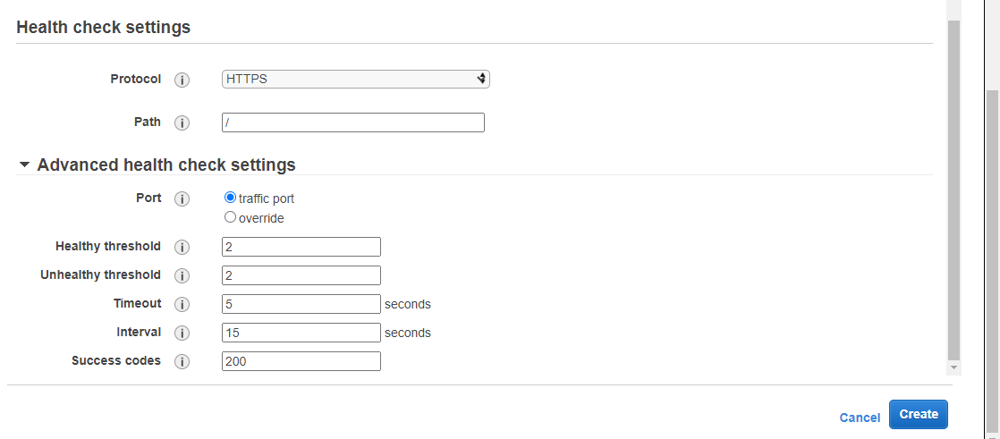 Health check settings
Protocol i HTTPS
Path i /
Advanced health check settings
Port i traffic port
override
Healthy threshold i 2
Unhealthy threshold i 2
Timeout i 5 seconds
Interval i 15 seconds
Success codes i 200
Cancel Create